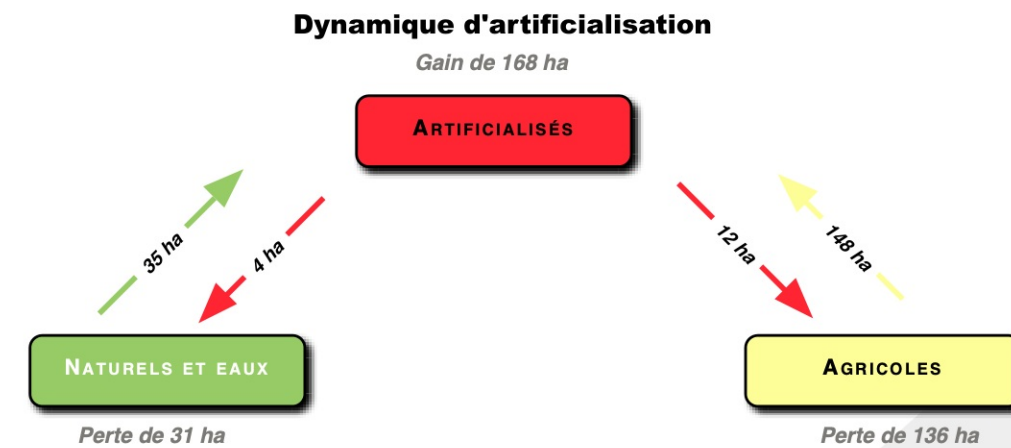 Dynamique d'artificialisation
Gain de 168 ha
ARTIFICIALISÉS
35 ha
4 ha
12 ha
148 ha
NATURELS ET EAUX
AGRICOLES
Perte de 31 ha
Perte de 136 ha